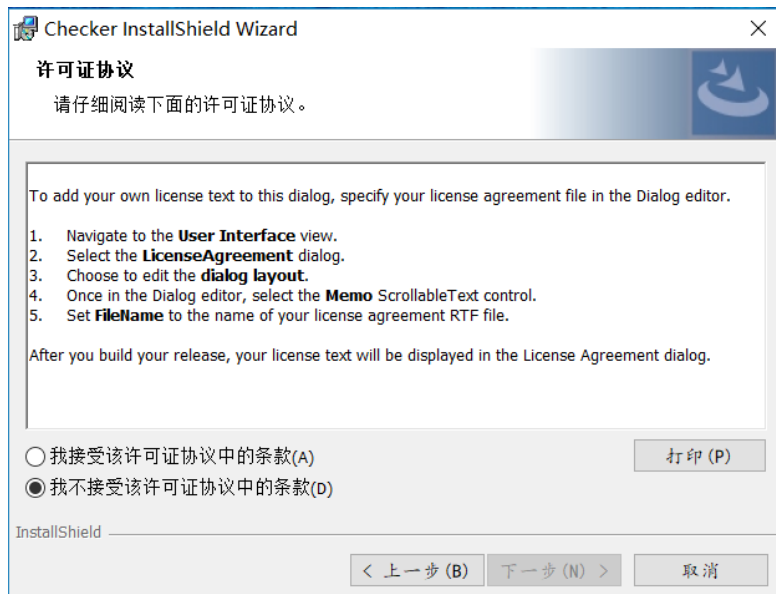 Checker InstallShield Wizard
许可证协议
请仔细阅读下面的许可证协议。
To add your own license text to this dialog, specify your license agreement file in the Dialog editor.
1. Navigate to the User Interface view.
2. Select the LicenseAgreement dialog.
3. Choose to edit the dialog layout.
4. Once in the Dialog editor, select the Memo ScrollableText control.
5. Set FileName to the name of your license agreement RTF file.
After you build your release, your license text will be displayed in the License Agreement dialog.
我接受该许可证协议中的条款(A)
打印(P)
我不接受该许可证协议中的条款(D)
InstallShield
< 上一步(B)
下一步(N) >
取消